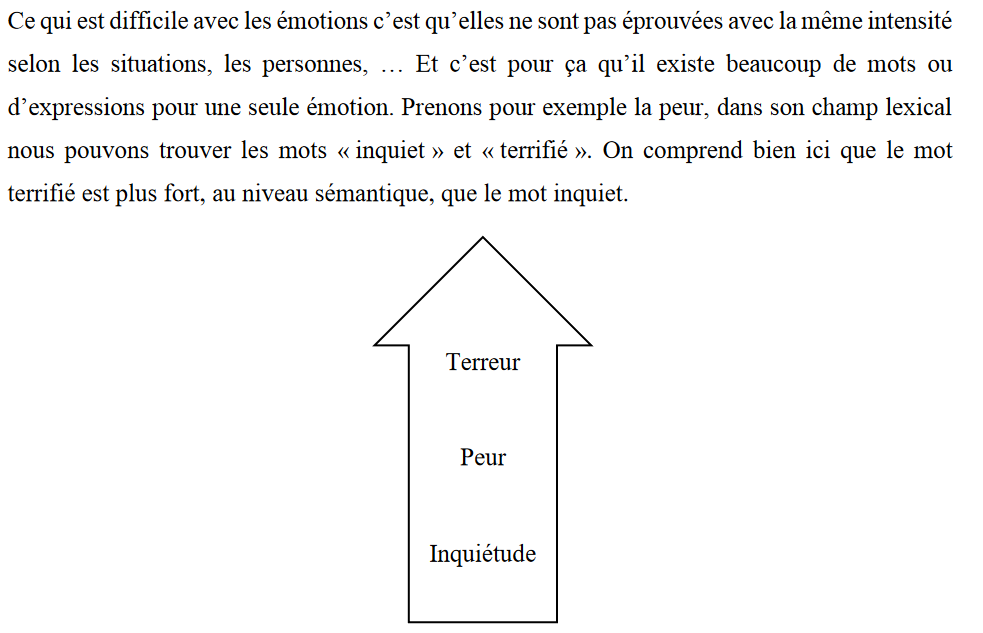 Ce qui est difficile avec les émotions c’est qu’elles ne sont pas éprouvées avec la même intensité
selon les situations, les personnes, … Et c’est pour ça qu’il existe beaucoup de mots ou
d’expressions pour une seule émotion. Prenons pour exemple la peur, dans son champ lexical
nous pouvons trouver les mots « inquiet » et « terrifié ». On comprend bien ici que le mot
terrifié est plus fort, au niveau sémantique, que le mot inquiet.
Terreur
Peur
Inquiétude